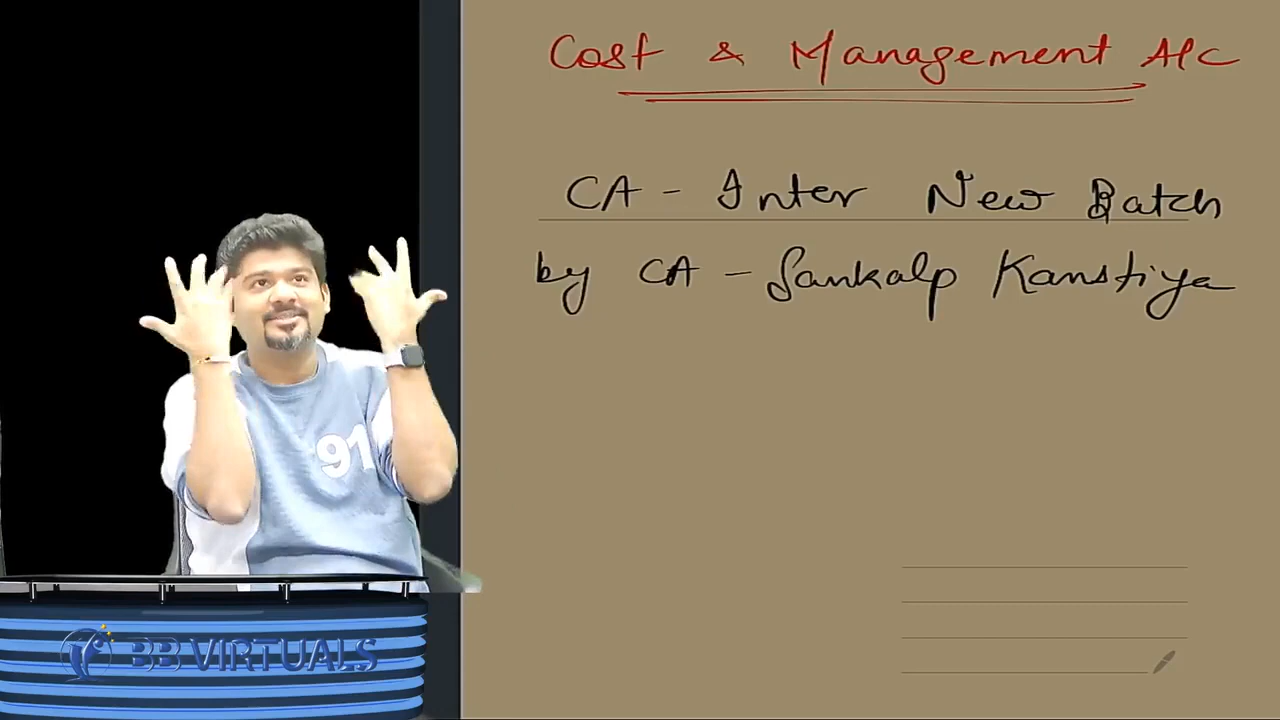 Cost & Management A/c
CA - Inter New Batch
by CA - Sankalp Kanstiya
91
BB VIRTUALS